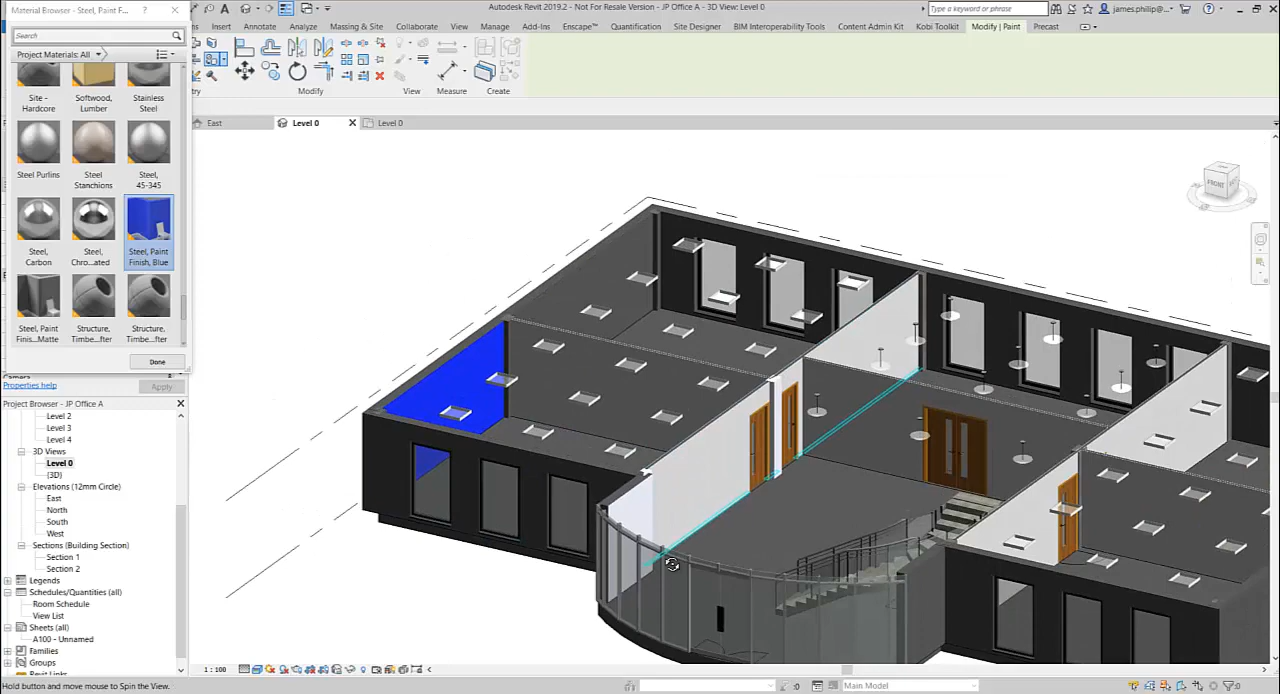 Material Browser - Steel, Paint F... ?
Autodesk Revit 2019.2 - Not For Resale Version - JP Office A - 3D View: Level 0
Type a keyword or phrase
james.philip@...
Search
Insert Annotate Analyze Massing & Site Collaborate View Manage Add-Ins Enscape™ Quantification Site Designer BIM Interoperability Tools Content Admin Kit Kobi Toolkit Modify | Paint Precast
Project Materials: All
Site - Hardcore
Softwood, Lumber
Stainless Steel
Modify View Measure Create
East Level 0 Level 0
Steel Purlins
Steel Stanchions
Steel, 45-345
Steel, Carbon
Steel, Chro...ated
Steel, Paint Finish, Blue
Steel, Paint Finis...Matte
Structure, Timbe...fter
Structure, Timbe...fter
Done
FRONT
Properties help
Apply
Project Browser - JP Office A
Level 2
Level 3
Level 4
3D Views
Level 0
{3D}
Elevations (12mm Circle)
East
North
South
West
Sections (Building Section)
Section 1
Section 2
Legends
Schedules/Quantities (all)
Room Schedule
View List
Sheets (all)
A100 - Unnamed
Families
Groups
Revit Links
1 : 100
Hold button and move mouse to Spin the View.
:0
Main Model
:0